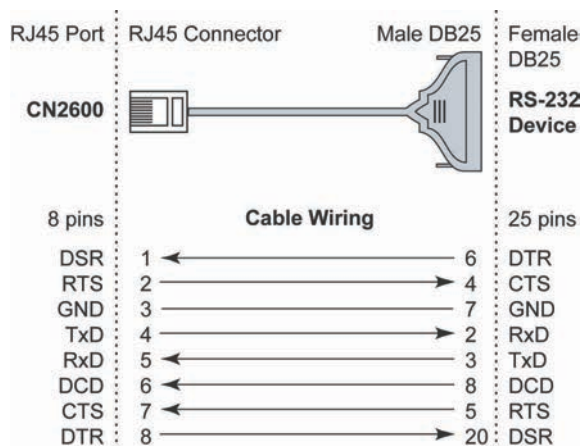 RJ45 Port RJ45 Connector Male DB25 Female DB25
CN2600 RS-232 Device
8 pins Cable Wiring 25 pins
DSR 1 6 DTR
RTS 2 4 CTS
GND 3 7 GND
TxD 4 2 RxD
RxD 5 3 TxD
DCD 6 8 DCD
CTS 7 5 RTS
DTR 8 20 DSR